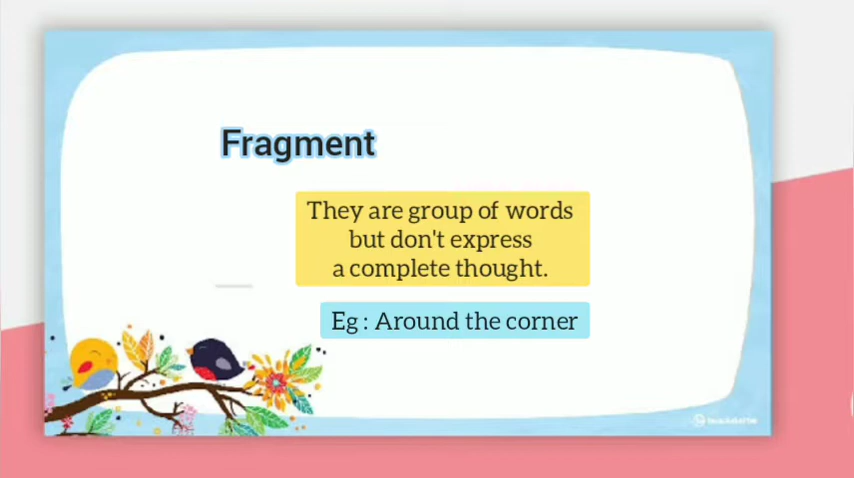 Fragment
They are group of words
but don't express
a complete thought.
Eg : Around the corner